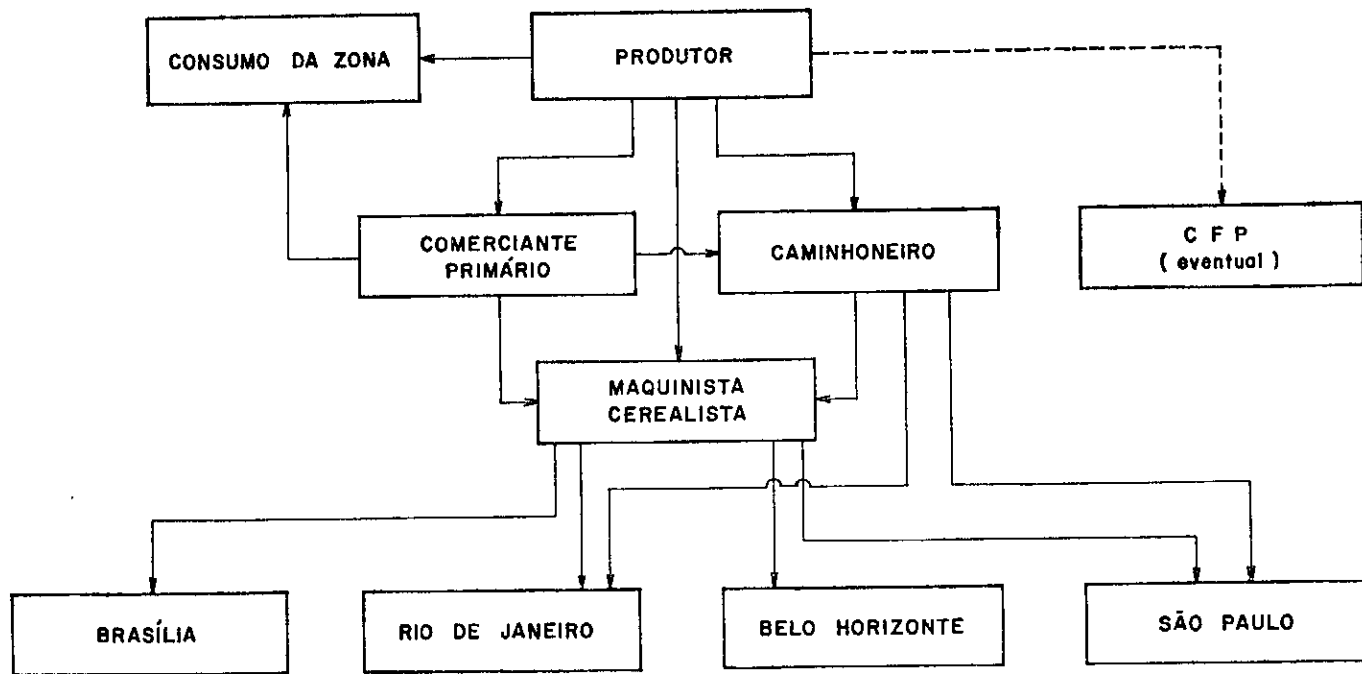 CONSUMO DA ZONA
PRODUTOR
COMERCIANTE
PRIMÁRIO
CAMINHONEIRO
C F P
( eventual )
MAQUINISTA
CEREALISTA
BRASÍLIA
RIO DE JANEIRO
BELO HORIZONTE
SÃO PAULO